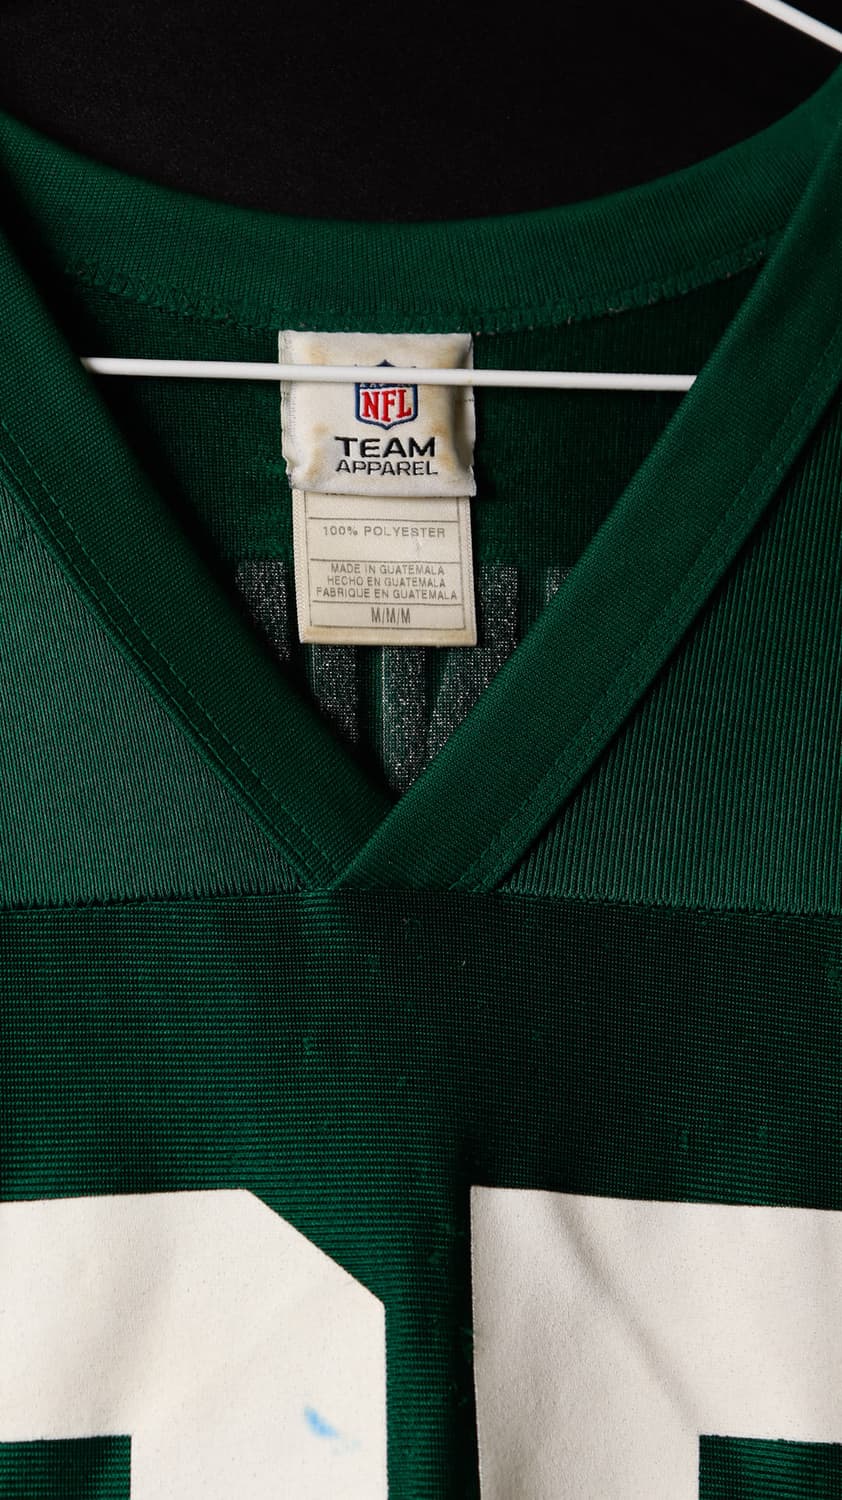 NFL
TEAM
APPAREL
100% POLYESTER
MADE IN GUATEMALA
HECHO EN GUATEMALA
FABRIQUE EN GUATEMALA
M/M/M